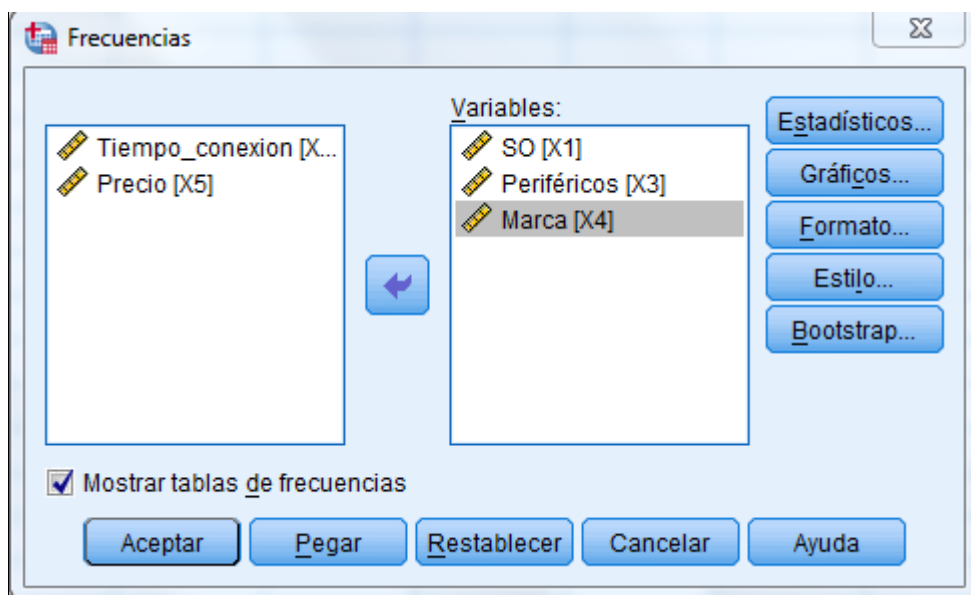 Frecuencias
Tiempo_conexion [X...
Precio [X5]
Variables:
SO [X1]
Periféricos [X3]
Marca [X4]
Estadísticos...
Gráficos...
Formato...
Estilo...
Bootstrap...
Mostrar tablas de frecuencias
Aceptar
Pegar
Restablecer
Cancelar
Ayuda